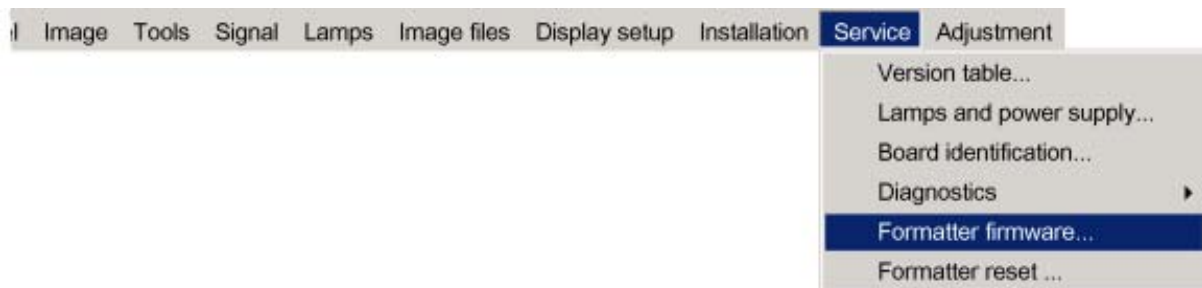 Image Tools Signal Lamps Image files Display setup Installation Service Adjustment
Version table...
Lamps and power supply...
Board identification...
Diagnostics
Formatter firmware...
Formatter reset ...